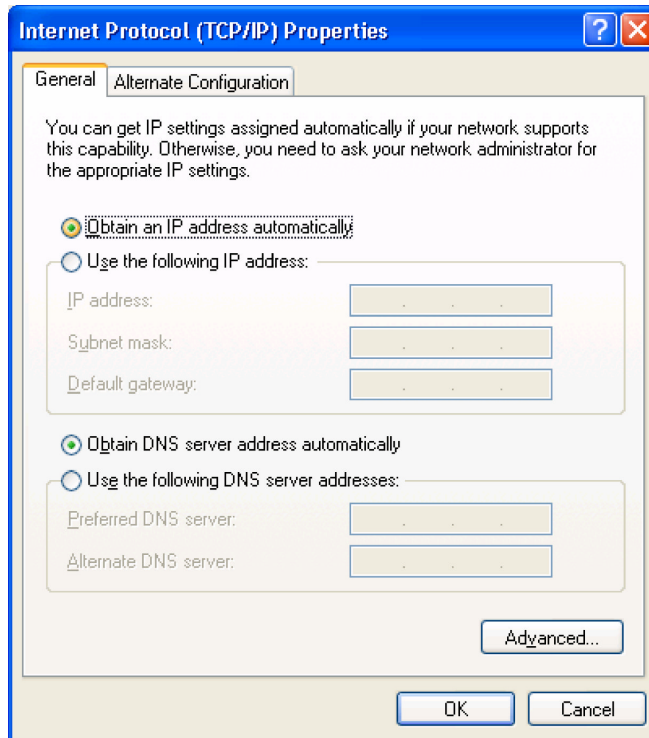 Internet Protocol (TCP/IP) Properties
General
Alternate Configuration
You can get IP settings assigned automatically if your network supports
this capability. Otherwise, you need to ask your network administrator for
the appropriate IP settings.
Obtain an IP address automatically
Use the following IP address:
IP address:
Subnet mask:
Default gateway:
Obtain DNS server address automatically
Use the following DNS server addresses:
Preferred DNS server:
Alternate DNS server:
Advanced...
OK
Cancel